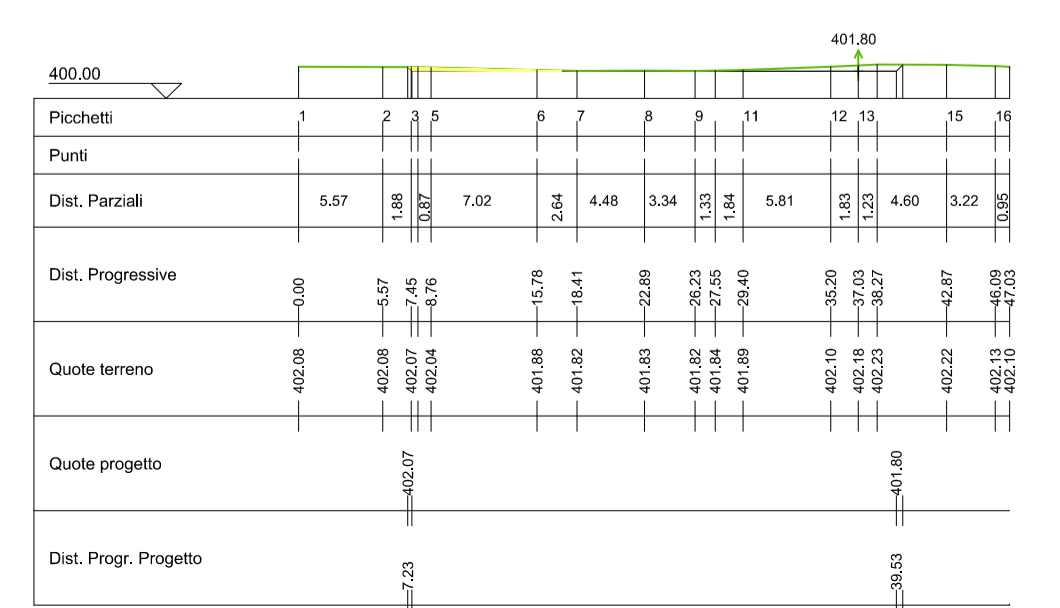 401.80
400.00
Picchetti 1 2 3 5 6 7 8 9 11 12 13 15 16
Punti
Dist. Parziali 5.57 1.88 0.87 7.02 2.64 4.48 3.34 1.33 1.84 5.81 1.83 1.23 4.60 3.22 0.95
Dist. Progressive 0.00 5.57 7.45 8.76 15.78 18.41 22.89 26.23 27.55 29.40 35.20 37.03 38.27 42.87 46.09 47.03
Quote terreno 402.08 402.08 402.07 402.04 401.88 401.82 401.83 401.82 401.84 401.89 402.10 402.18 402.23 402.22 402.13 402.10
Quote progetto 402.07 401.80
Dist. Progr. Progetto 7.23 39.53